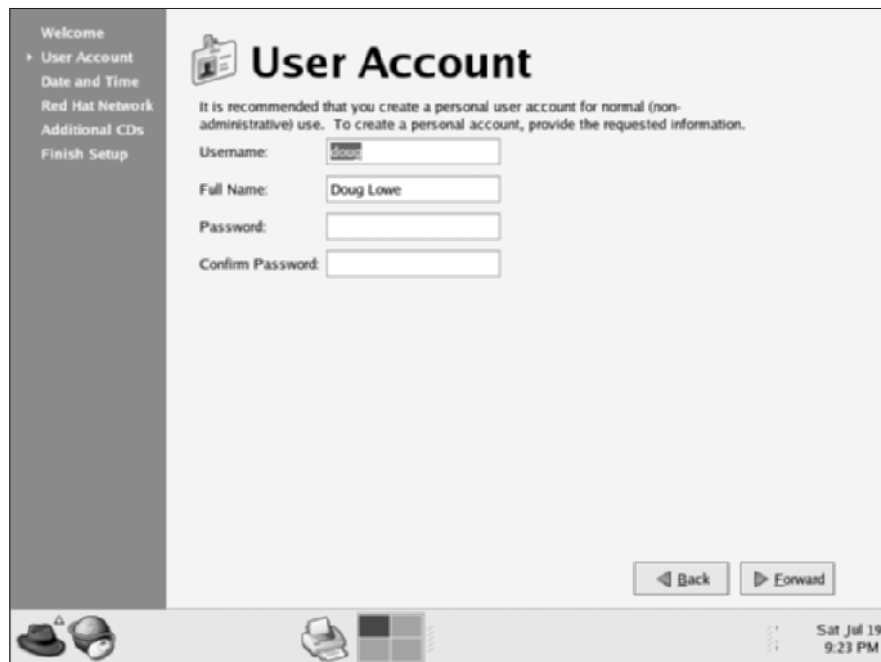 Welcome
User Account
Date and Time
Red Hat Network
Additional CDs
Finish Setup
User Account
It is recommended that you create a personal user account for normal (non-
administrative) use. To create a personal account, provide the requested information.
Username: doug
Full Name: Doug Lowe
Password:
Confirm Password:
Back Forward
Sat Jul 19
9:23 PM